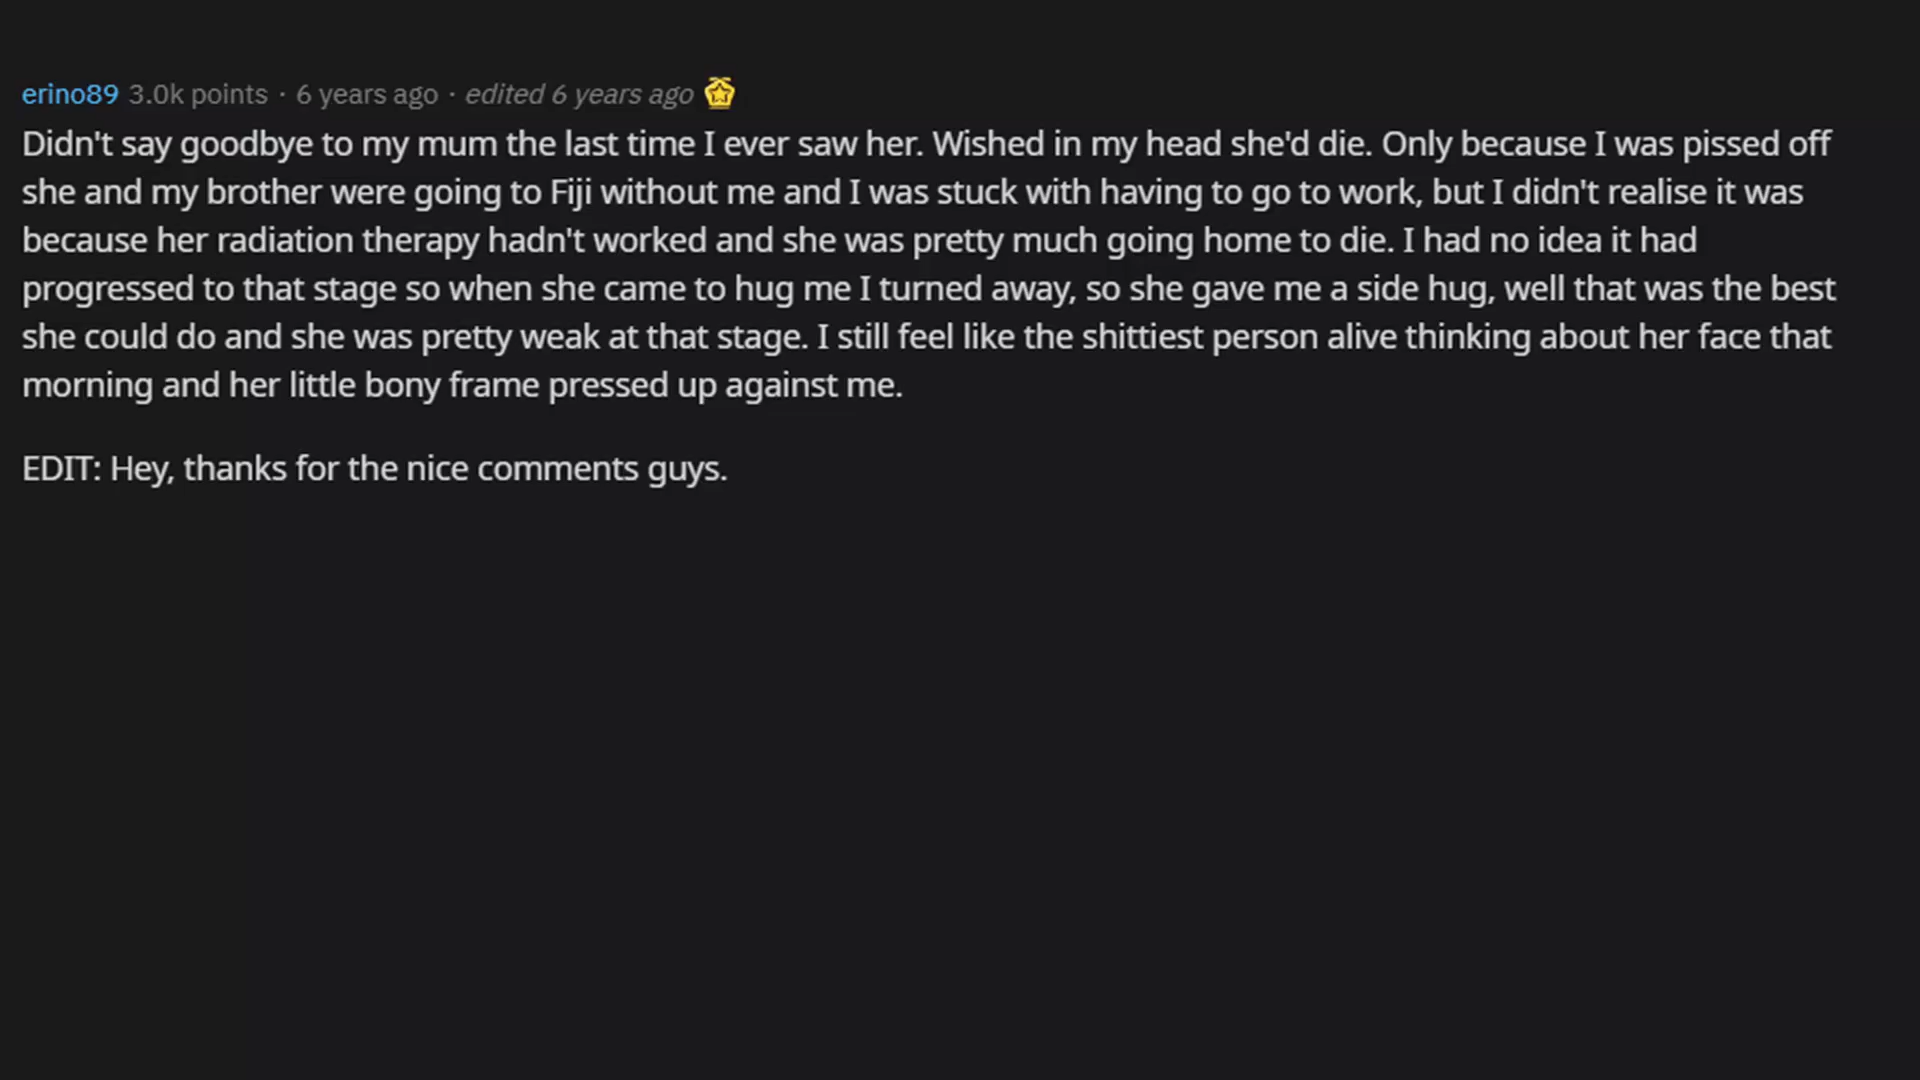 erino89 3.0k points · 6 years ago · edited 6 years ago
Didn't say goodbye to my mum the last time I ever saw her. Wished in my head she'd die. Only because I was pissed off
she and my brother were going to Fiji without me and I was stuck with having to go to work, but I didn't realise it was
because her radiation therapy hadn't worked and she was pretty much going home to die. I had no idea it had
progressed to that stage so when she came to hug me I turned away, so she gave me a side hug, well that was the best
she could do and she was pretty weak at that stage. I still feel like the shittiest person alive thinking about her face that
morning and her little bony frame pressed up against me.
EDIT: Hey, thanks for the nice comments guys.